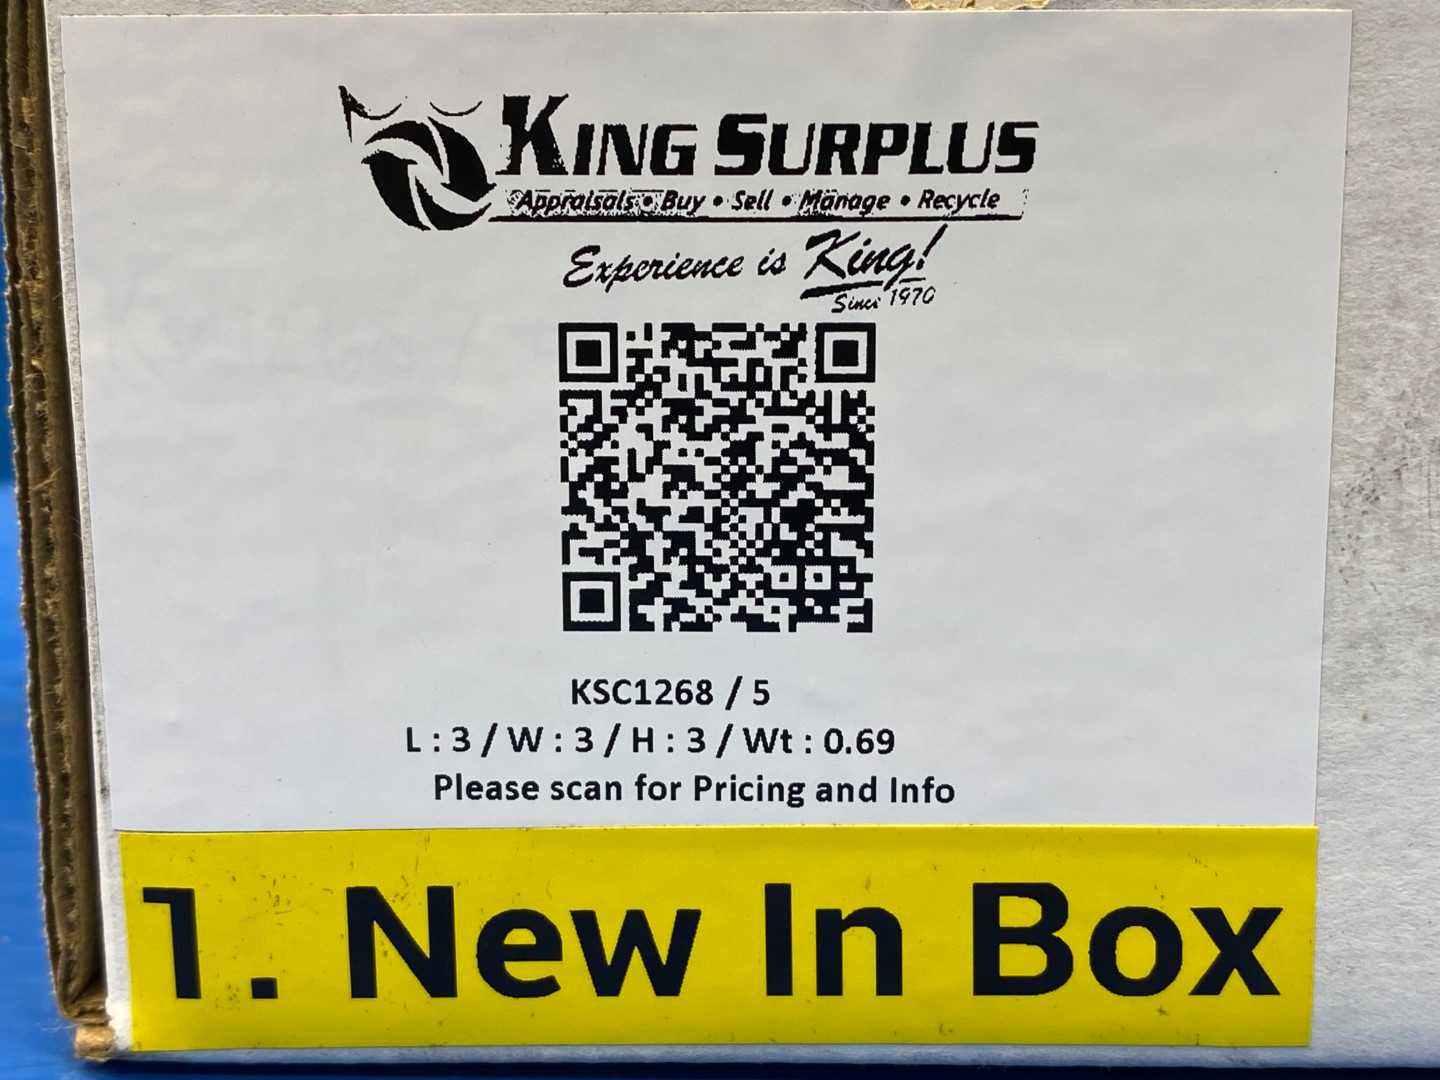 KING SURPLUS
Appraisals • Buy • Sell • Manage • Recycle
Experience is King!
Since 1970
KSC1268 / 5
L : 3 / W : 3 / H : 3 / Wt : 0.69
Please scan for Pricing and Info
1. New In Box